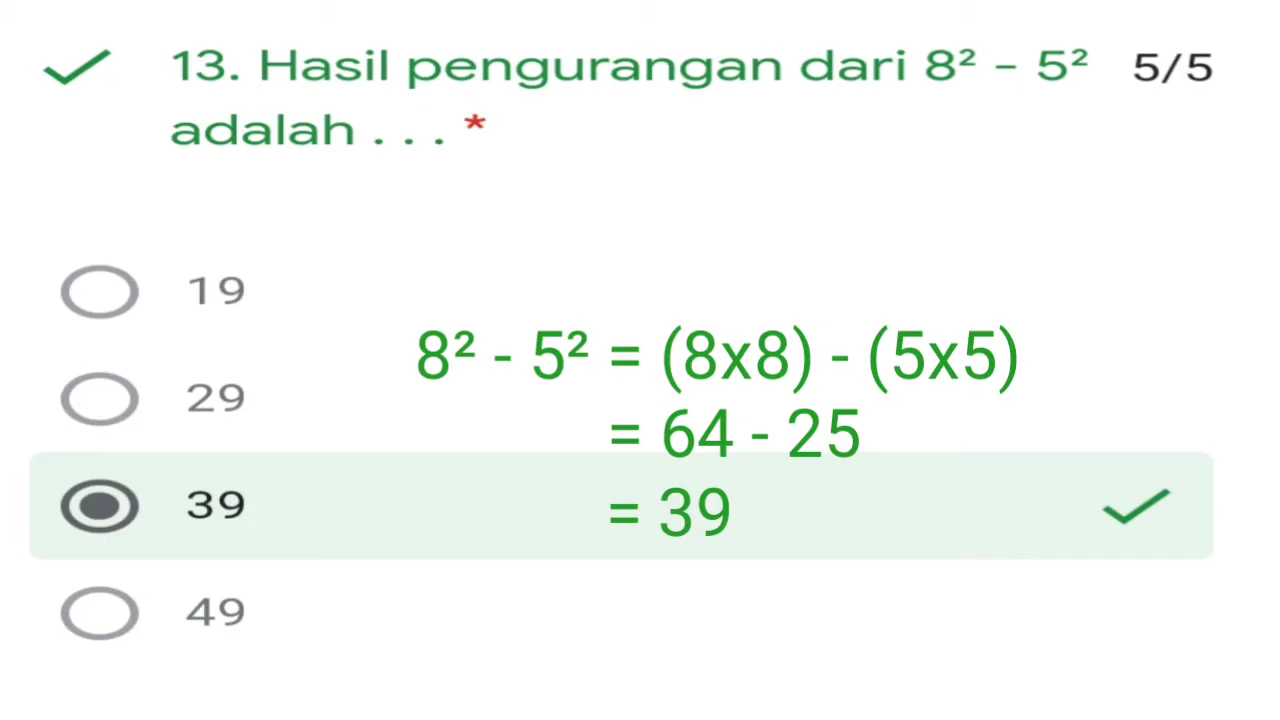 13. Hasil pengurangan dari 8² - 5² 5/5
adalah . . . *
19
29
8² - 5² = (8x8) - (5x5)
= 64 - 25
39
= 39
49